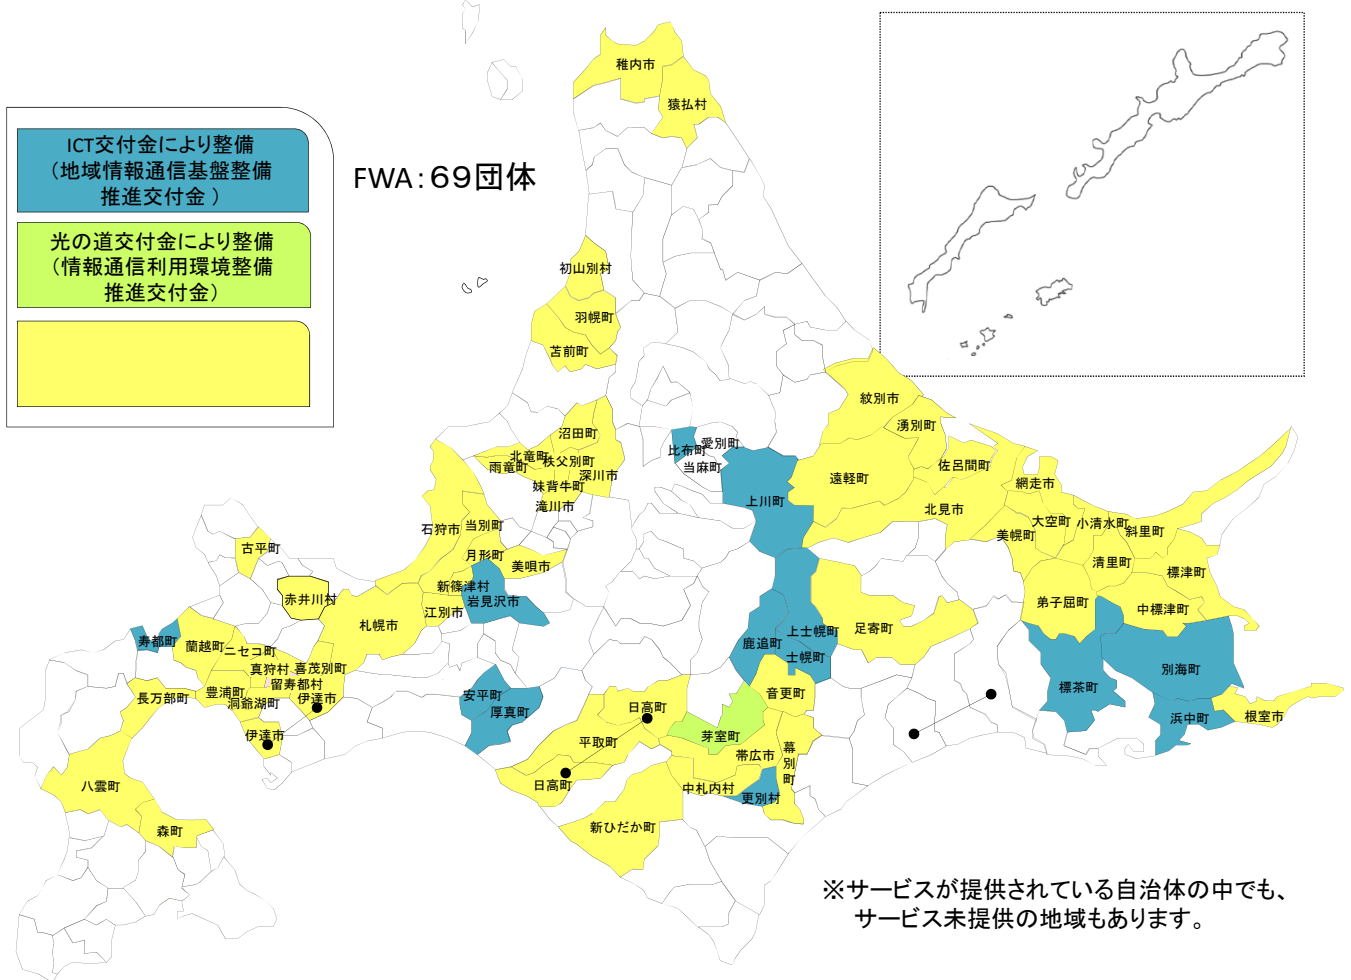 ICT交付金により整備
（地域情報通信基盤整備
推進交付金 ）
光の道交付金により整備
（情報通信利用環境整備
推進交付金）
FWA：69団体
稚内市
猿払村
初山別村
羽幌町
苫前町
沼田町
北竜町
秩父別町
雨竜町
深川市
妹背牛町
滝川市
比布町
愛別町
当麻町
上川町
紋別市
湧別町
佐呂間町
遠軽町
北見市
網走市
大空町
美幌町
小清水町
斜里町
清里町
標津町
中標津町
弟子屈町
別海町
標茶町
浜中町
根室市
石狩市
当別町
月形町
美唄市
新篠津村
岩見沢市
江別市
札幌市
古平町
赤井川村
寿都町
蘭越町
ニセコ町
真狩村
喜茂別町
留寿都村
豊浦町
洞爺湖町
伊達市
伊達市
長万部町
八雲町
森町
安平町
厚真町
日高町
平取町
日高町
新ひだか町
足寄町
上士幌町
鹿追町
士幌町
音更町
芽室町
帯広市
幕別町
中札内村
更別村
※サービスが提供されている自治体の中でも、
サービス未提供の地域もあります。